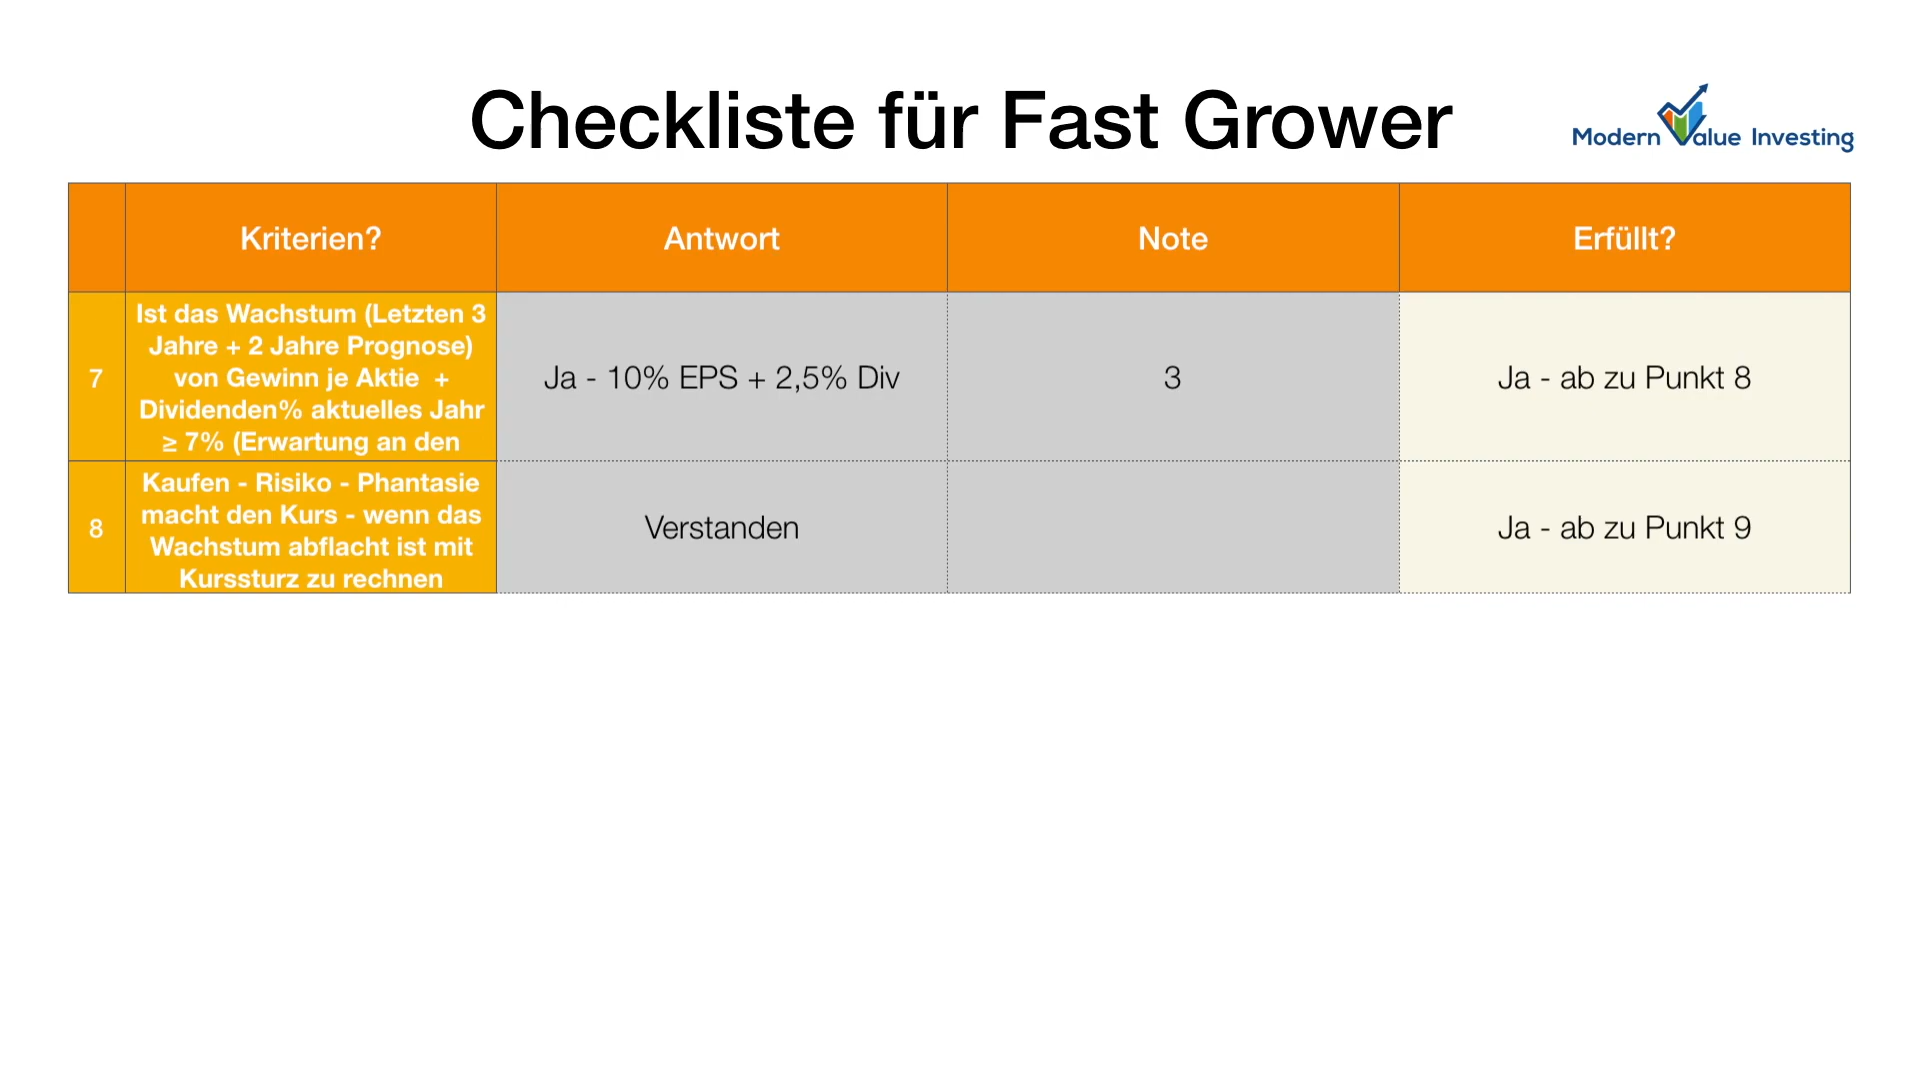 Checkliste für Fast Grower
Modern Value Investing
Kriterien?
Antwort
Note
Erfüllt?
7
Ist das Wachstum (Letzten 3
Jahre + 2 Jahre Prognose)
von Gewinn je Aktie +
Dividenden% aktuelles Jahr
≥ 7% (Erwartung an den
Ja - 10% EPS + 2,5% Div
3
Ja - ab zu Punkt 8
8
Kaufen - Risiko - Phantasie
macht den Kurs - wenn das
Wachstum abflacht ist mit
Kurssturz zu rechnen
Verstanden
Ja - ab zu Punkt 9